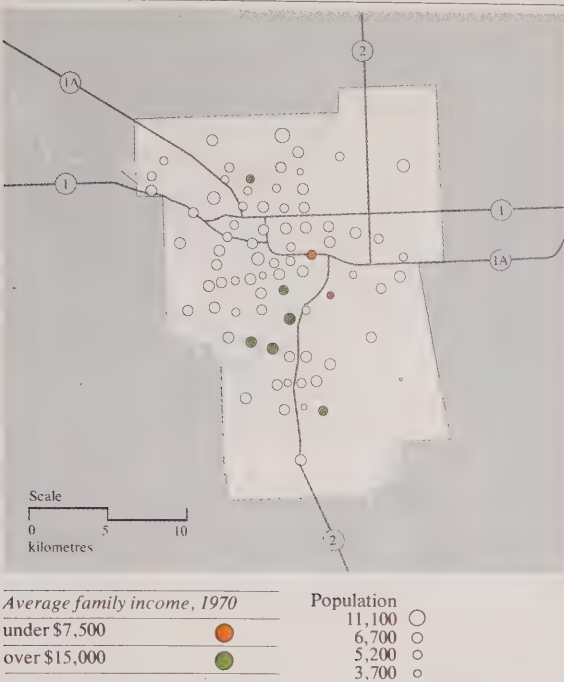 2
1A
1
1
1A
Scale
0 5 10
kilometres
2
Average family income, 1970
under $7,500
over $15,000
Population
11,100
6,700
5,200
3,700